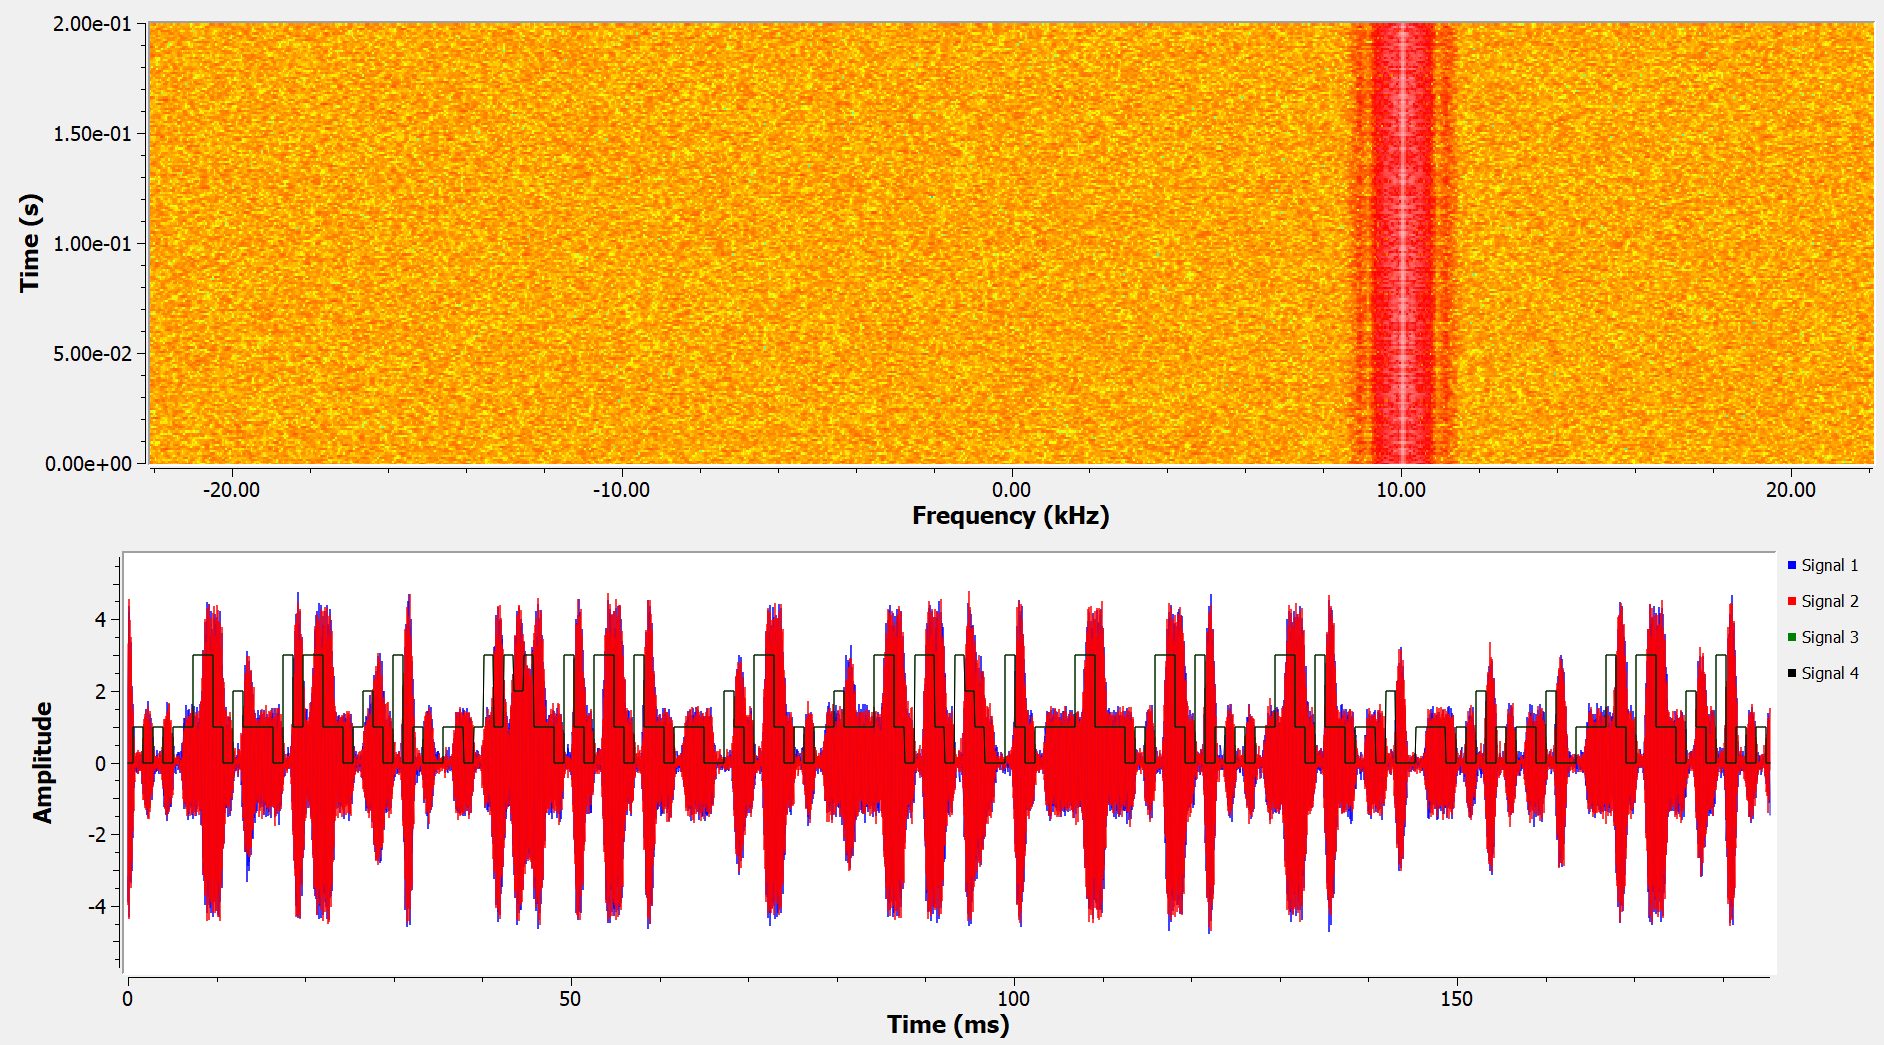 2.00e-01
1.50e-01
1.00e-01
5.00e-02
0.00e+00
Time (s)
-20.00 -10.00 0.00 10.00 20.00
Frequency (kHz)
4
2
0
-2
-4
Amplitude
0 50 100 150
Time (ms)
Signal 1
Signal 2
Signal 3
Signal 4